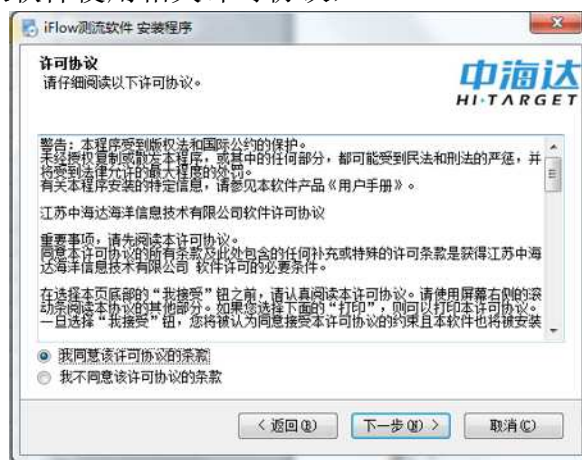 iFlow测流软件 安装程序
许可协议
请仔细阅读以下许可协议。
中海达
HI·TARGET
警告：本程序受到版权法和国际公约的保护。
未经授权复制或散布本程序，或其中的任何部分，都可能受到民法和刑法的严惩，并
将受到法律允许的最大程度的处罚。
有关本程序安装的特定信息，请参见本软件产品《用户手册》。
江苏中海达海洋信息技术有限公司软件许可协议
重要事项，请先阅读本许可协议。
同意本许可协议的所有条款及此处包含的任何补充或特殊的许可条款是获得江苏中海
达海洋信息技术有限公司 软件许可的必要条件。
在选择本页底部的“我接受”钮之前，请认真阅读本许可协议。请使用屏幕右侧的滚
动条阅读本协议的其他部分。如果您选择下面的“打印”，则可以打印本许可协议。
一旦选择“我接受”钮，您将被认为同意接受本许可协议的约束且本软件也将被安装
我同意该许可协议的条款
我不同意该许可协议的条款
< 返回(B)
下一步(N) >
取消(C)